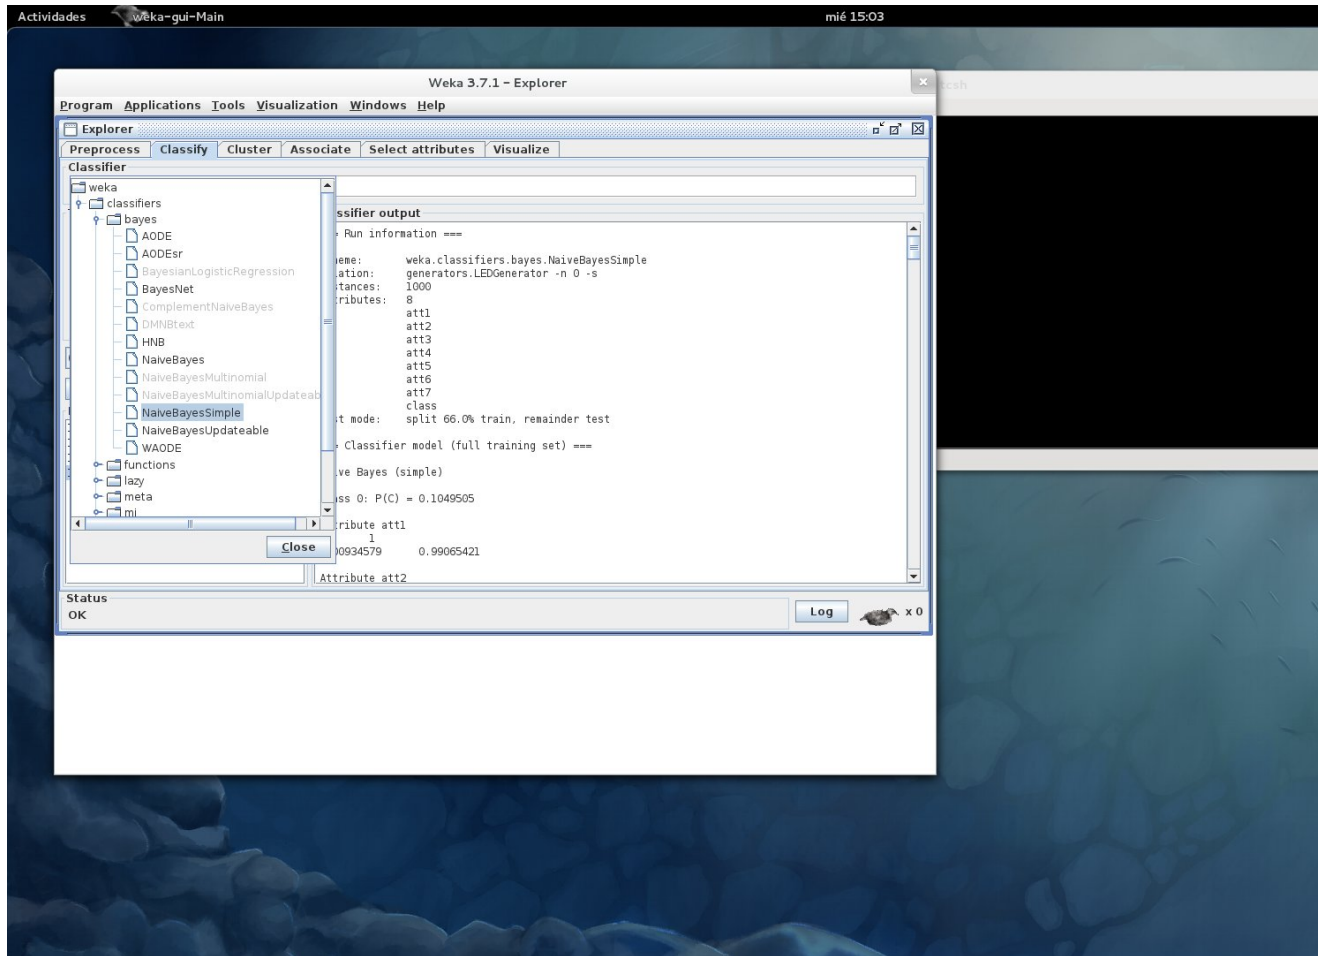 Actividades weka-gui-Main mié 15:03
Weka 3.7.1 - Explorer
tcsh
Program Applications Tools Visualization Windows Help
Explorer
Preprocess Classify Cluster Associate Select attributes Visualize
Classifier
weka
classifiers
bayes
AODE
AODEsr
BayesianLogisticRegression
BayesNet
ComplementNaiveBayes
DMNBtext
HNB
NaiveBayes
NaiveBayesMultinomial
NaiveBayesMultinomialUpdateab
NaiveBayesSimple
NaiveBayesUpdateable
WAODE
functions
lazy
meta
mi
Close
ssifier output
= Run information ===
eme: weka.classifiers.bayes.NaiveBayesSimple
ation: generators.LEDGenerator -n 0 -s
tances: 1000
ributes: 8
att1
att2
att3
att4
att5
att6
att7
class
t mode: split 66.0% train, remainder test
= Classifier model (full training set) ===
ve Bayes (simple)
ss 0: P(C) = 0.1049505
ribute att1
1
00934579 0.99065421
Attribute att2
Status
OK
Log x 0